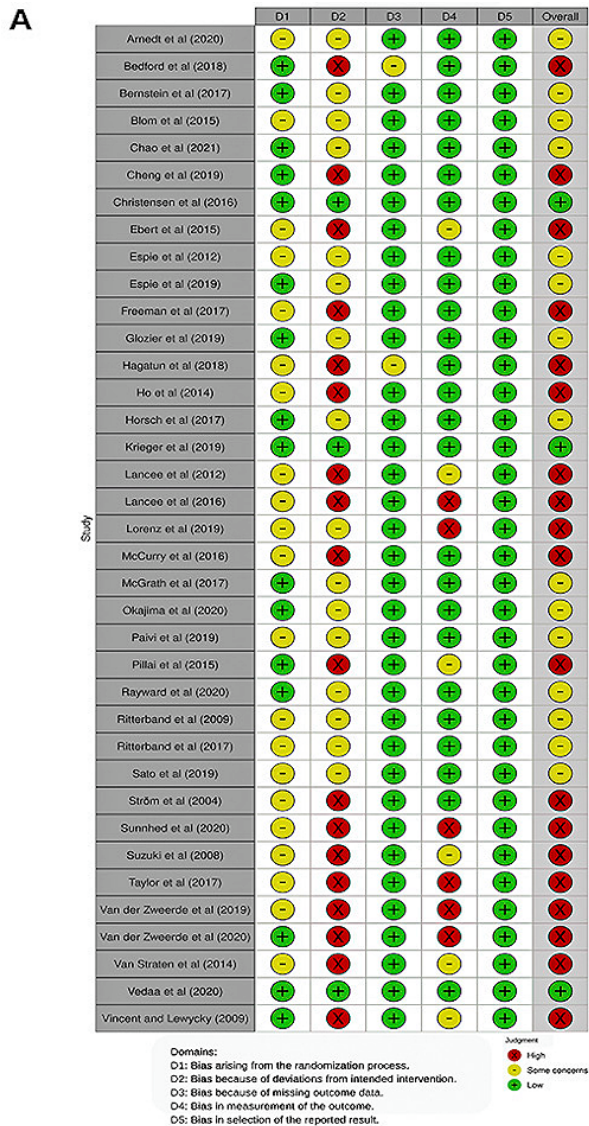 A
D1 D2 D3 D4 D5 Overall
Study
Arnedt et al (2020) - - + + + -
Bedford et al (2018) + X - + + X
Bernstein et al (2017) + - + + + -
Blom et al (2015) - - + + + -
Chao et al (2021) + - + + + -
Cheng et al (2019) + X + + + X
Christensen et al (2016) + + + + + +
Ebert et al (2015) - X + - + X
Espie et al (2012) - - + + + -
Espie et al (2019) + - + + + -
Freeman et al (2017) - X + + + X
Glozier et al (2019) + - + + + -
Hagatun et al (2018) - X - + + X
Ho et al (2014) - X + + + X
Horsch et al (2017) + - + + + -
Krieger et al (2019) + + + + + +
Lancee et al (2012) - X + - + X
Lancee et al (2016) - X + X + X
Lorenz et al (2019) - - + X + X
McCurry et al (2016) - X + + + X
McGrath et al (2017) + - + + + -
Okajima et al (2020) + - + + + -
Paivi et al (2019) - - + + + -
Pillai et al (2015) + X + - + X
Rayward et al (2020) + - + + + -
Ritterband et al (2009) - - + + + -
Ritterband et al (2017) - - + + + -
Sato et al (2019) - - + + + -
Ström et al (2004) - X + + + X
Sunnhed et al (2020) - X + X + X
Suzuki et al (2008) - X + - + X
Taylor et al (2017) - X + X + X
Van der Zweerde et al (2019) - X + X + X
Van der Zweerde et al (2020) + X + X + X
Van Straten et al (2014) - X + - + X
Vedaa et al (2020) + + + + + +
Vincent and Lewycky (2009) + X + - + X
Domains:
D1: Bias arising from the randomization process.
D2: Bias because of deviations from intended intervention.
D3: Bias because of missing outcome data.
D4: Bias in measurement of the outcome.
D5: Bias in selection of the reported result.
Judgment
X High
- Some concerns
+ Low